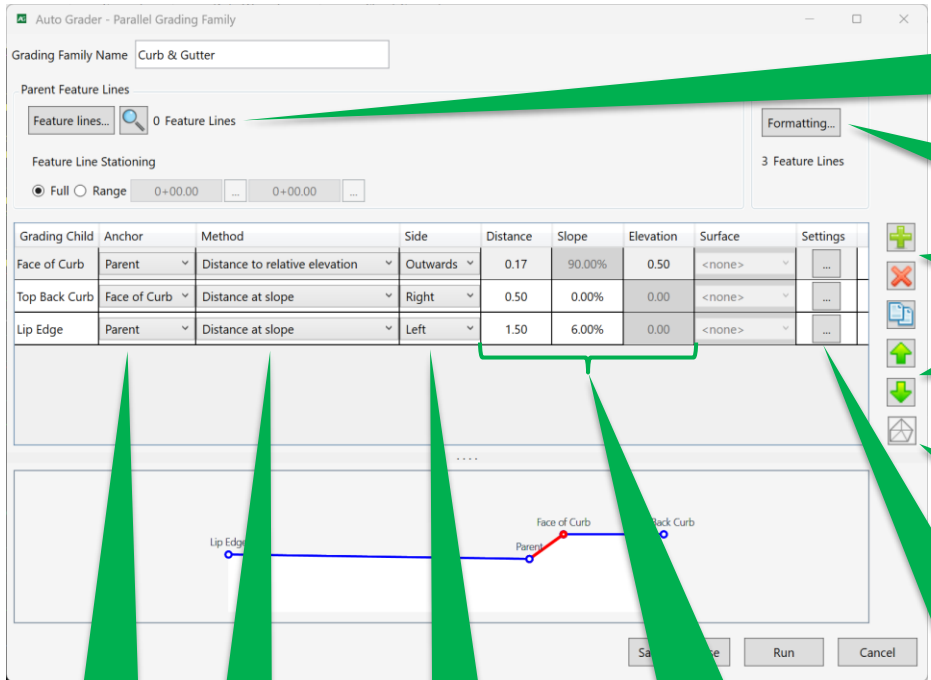 Auto Grader - Parallel Grading Family
Grading Family Name Curb & Gutter
Parent Feature Lines
Feature lines... 0 Feature Lines
Formatting...
Feature Line Stationing
3 Feature Lines
Full Range 0+00.00 ... 0+00.00 ...
Grading Child Anchor Method Side Distance Slope Elevation Surface Settings
Face of Curb Parent Distance to relative elevation Outwards 0.17 90.00% 0.50 <none> ...
Top Back Curb Face of Curb Distance at slope Right 0.50 0.00% 0.00 <none> ...
Lip Edge Parent Distance at slope Left 1.50 6.00% 0.00 <none> ...
Face of Curb Back Curb
Lip Edge Parent
Run Cancel